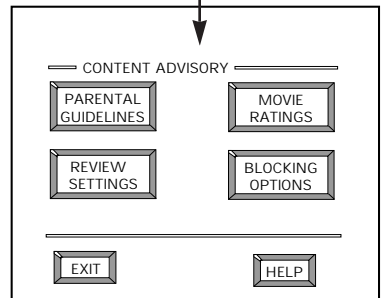 CONTENT ADVISORY
PARENTAL
GUIDELINES
MOVIE
RATINGS
REVIEW
SETTINGS
BLOCKING
OPTIONS
EXIT
HELP